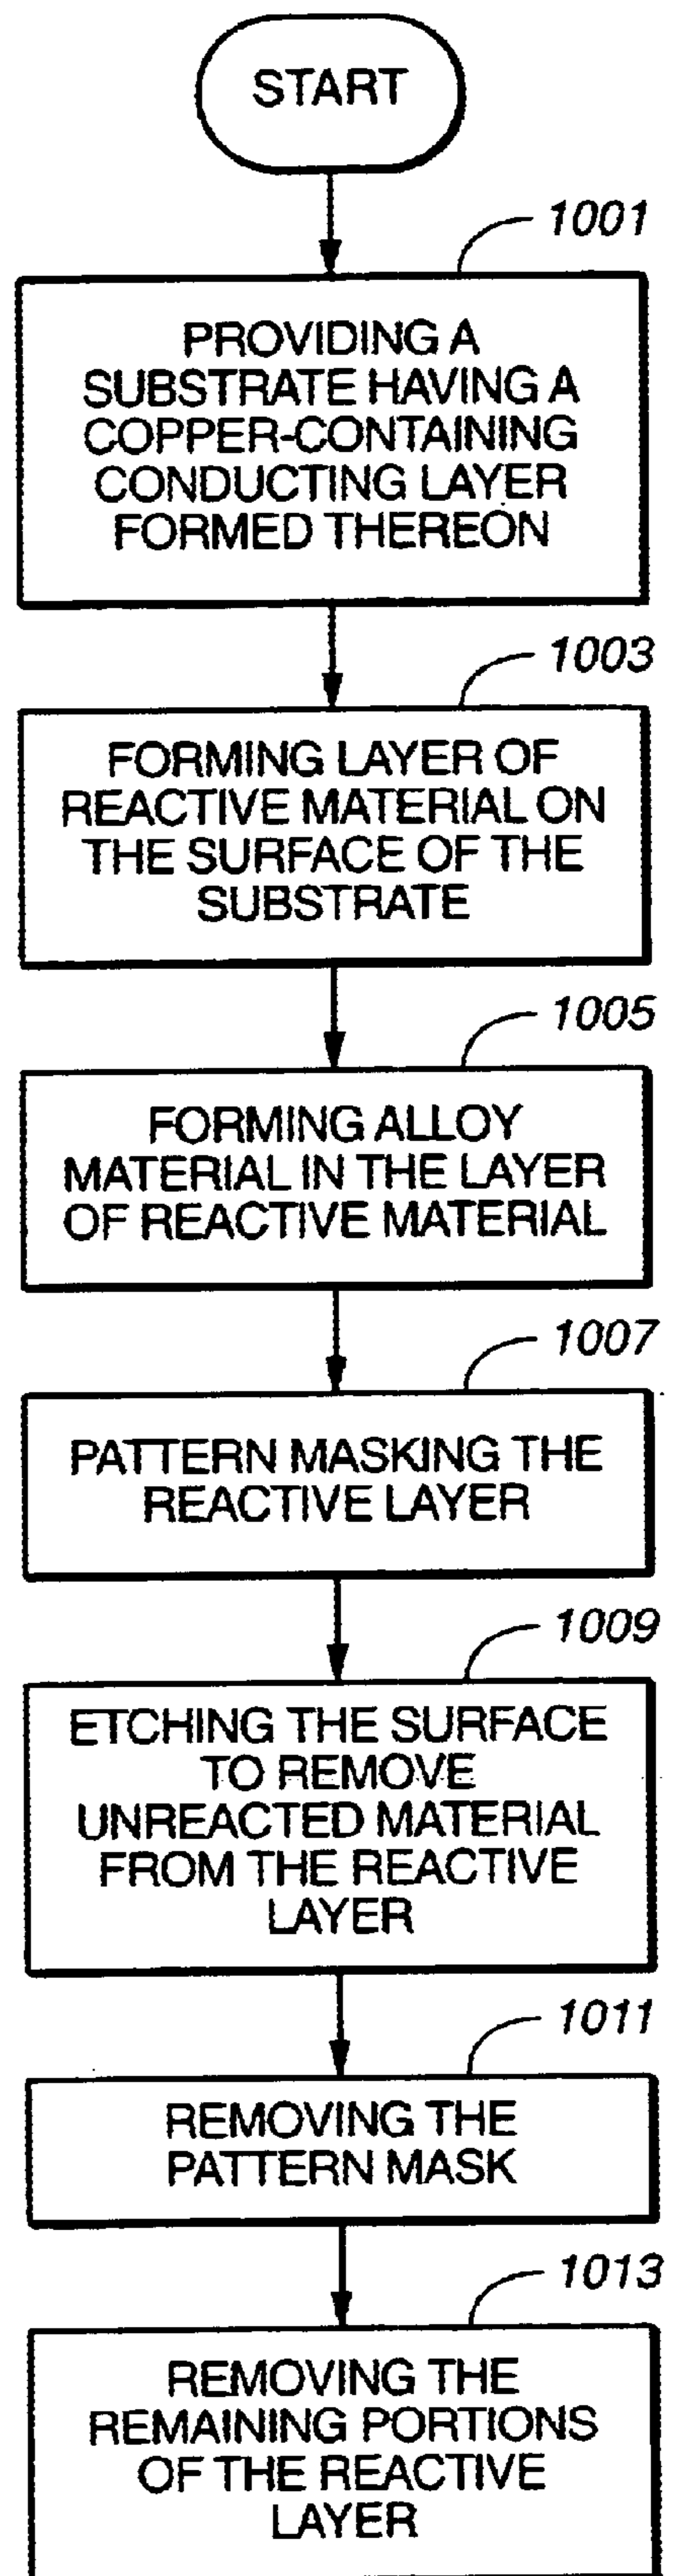 START
1001
PROVIDING A
SUBSTRATE HAVING A
COPPER-CONTAINING
CONDUCTING LAYER
FORMED THEREON
1003
FORMING LAYER OF
REACTIVE MATERIAL ON
THE SURFACE OF THE
SUBSTRATE
1005
FORMING ALLOY
MATERIAL IN THE LAYER
OF REACTIVE MATERIAL
1007
PATTERN MASKING THE
REACTIVE LAYER
1009
ETCHING THE SURFACE
TO REMOVE
UNREACTED MATERIAL
FROM THE REACTIVE
LAYER
1011
REMOVING THE
PATTERN MASK
1013
REMOVING THE
REMAINING PORTIONS
OF THE REACTIVE
LAYER